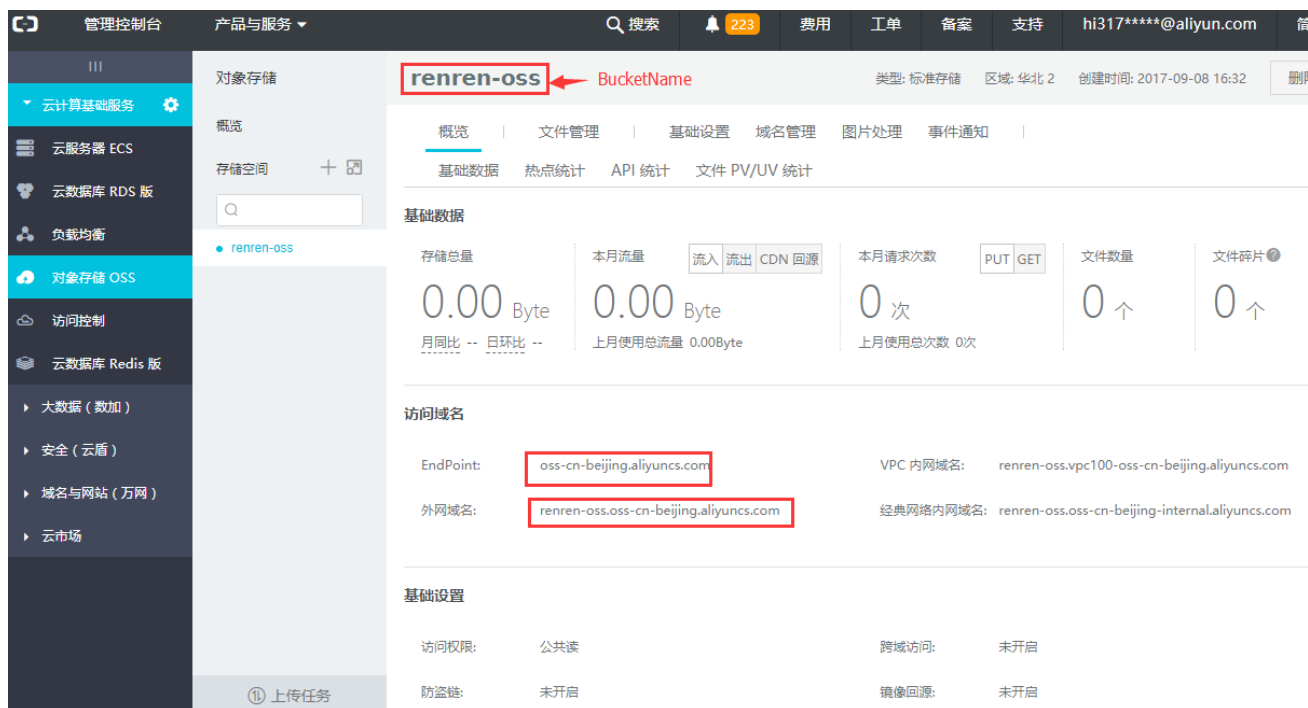 管理控制台 产品与服务 搜索 223 费用 工单 备案 支持 hi317*****@aliyun.com
云计算基础服务
云服务器 ECS
云数据库 RDS 版
负载均衡
对象存储 OSS
访问控制
云数据库 Redis 版
大数据 ( 数加 )
安全 ( 云盾 )
域名与网站 ( 万网 )
云市场
对象存储
概览
存储空间
renren-oss
上传任务
renren-oss BucketName 类型: 标准存储 区域: 华北 2 创建时间: 2017-09-08 16:32 删
概览 文件管理 基础设置 域名管理 图片处理 事件通知
基础数据 热点统计 API 统计 文件 PV/UV 统计
基础数据
存储总量 本月流量 流入 流出 CDN 回源 本月请求次数 PUT GET 文件数量 文件碎片
0.00 Byte 0.00 Byte 0 次 0 个 0 个
月同比 -- 日环比 -- 上月使用总流量 0.00Byte 上月使用总次数 0次
访问域名
EndPoint: oss-cn-beijing.aliyuncs.com VPC 内网域名: renren-oss.vpc100-oss-cn-beijing.aliyuncs.com
外网域名: renren-oss.oss-cn-beijing.aliyuncs.com 经典网络内网域名: renren-oss.oss-cn-beijing-internal.aliyuncs.com
基础设置
访问权限: 公共读 跨域访问: 未开启
防盗链: 未开启 镜像回源: 未开启